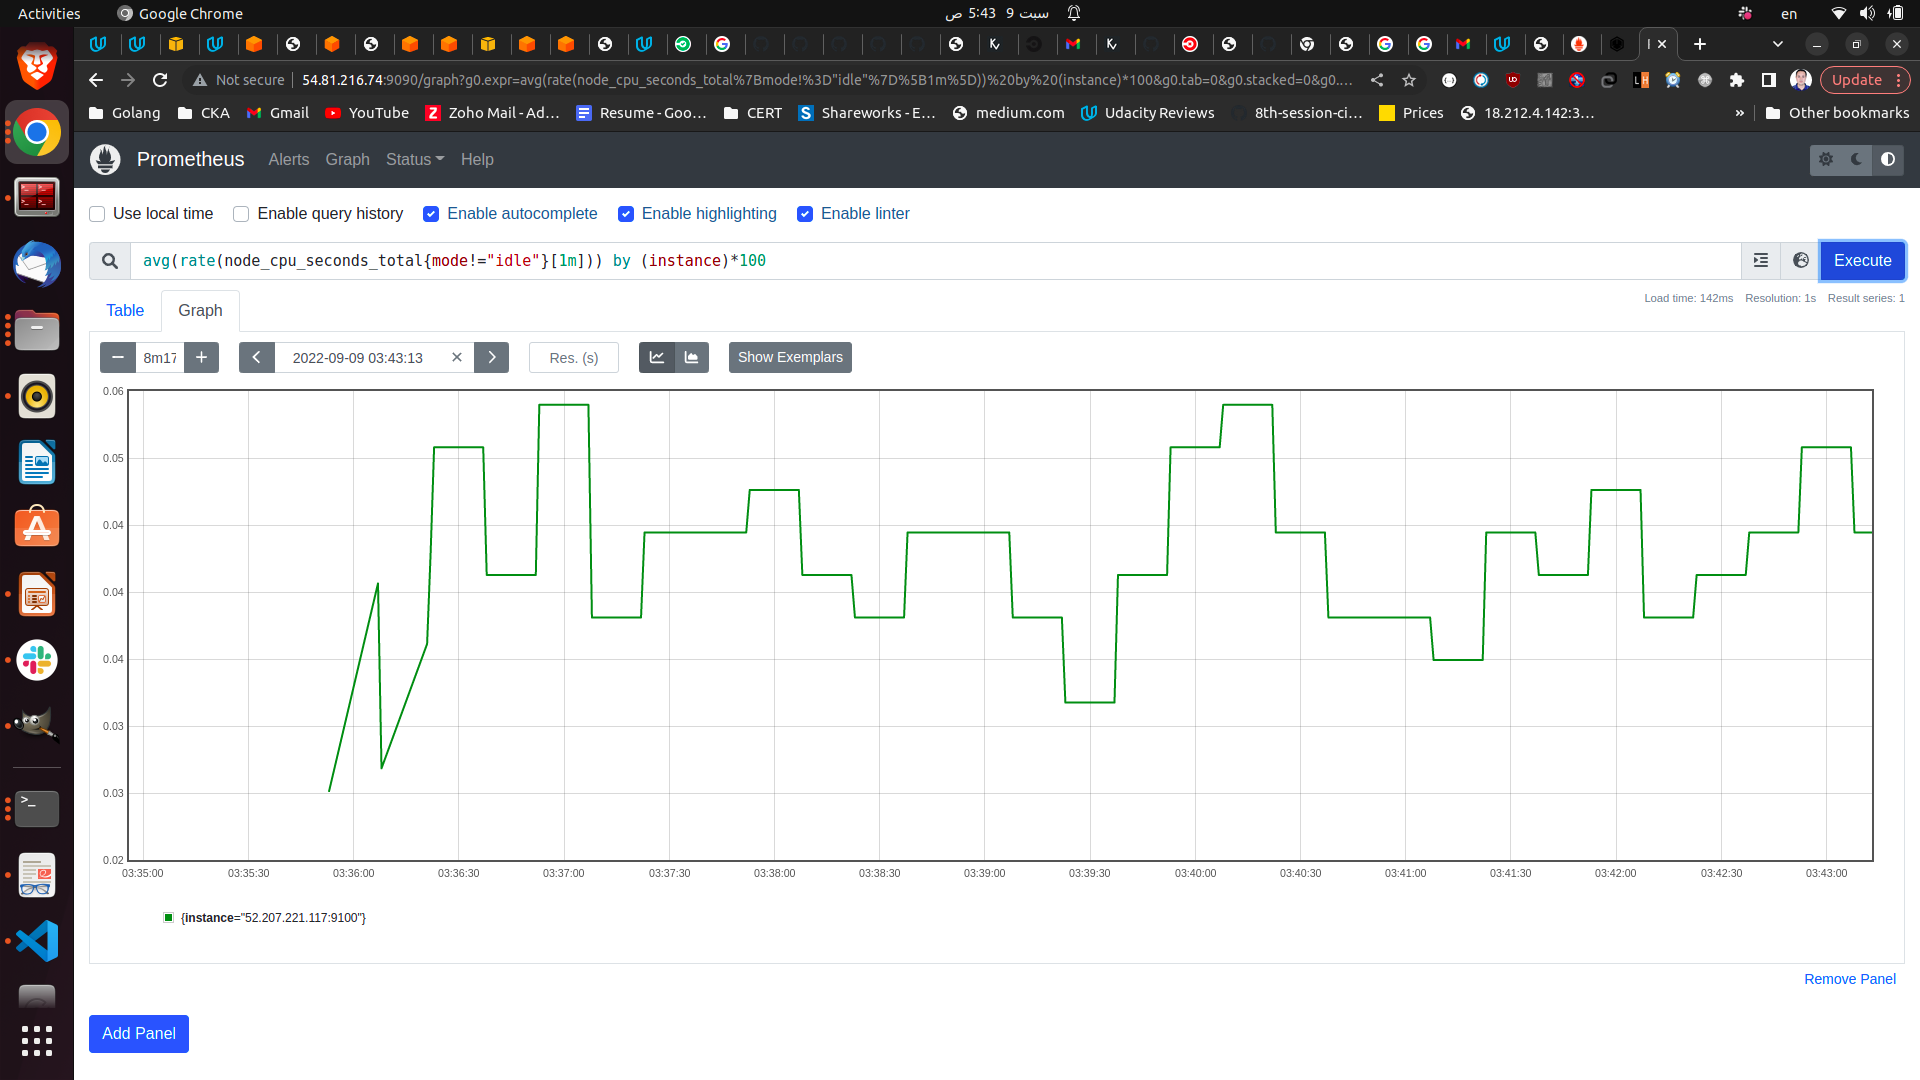 Activities
Google Chrome
سبت 9 5:43 ص
en
Not secure
54.81.216.74:9090/graph?g0.expr=avg(rate(node_cpu_seconds_total%7Bmode!%3D"idle"%7D%5B1m%5D))%20by%20(instance)*100&g0.tab=0&g0.stacked=0&g0....
Update
Golang
CKA
Gmail
YouTube
Zoho Mail - Ad...
Resume - Goo...
CERT
Shareworks - E...
medium.com
Udacity Reviews
8th-session-ci...
Prices
18.212.4.142:3...
»
Other bookmarks
Prometheus
Alerts
Graph
Status
Help
Use local time
Enable query history
Enable autocomplete
Enable highlighting
Enable linter
avg(rate(node_cpu_seconds_total{mode!="idle"}[1m])) by (instance)*100
Execute
Table
Graph
Load time: 142ms
Resolution: 1s
Result series: 1
8m17
2022-09-09 03:43:13
Res. (s)
Show Exemplars
0.06
0.05
0.04
0.04
0.04
0.03
0.03
0.02
03:35:00
03:35:30
03:36:00
03:36:30
03:37:00
03:37:30
03:38:00
03:38:30
03:39:00
03:39:30
03:40:00
03:40:30
03:41:00
03:41:30
03:42:00
03:42:30
03:43:00
{instance="52.207.221.117:9100"}
Remove Panel
Add Panel